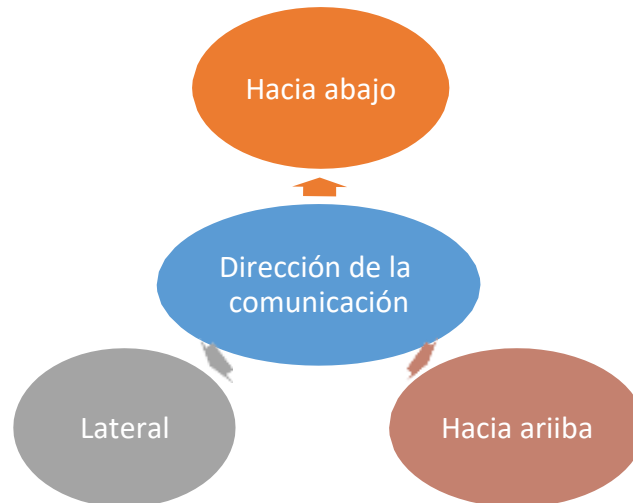 Hacia abajo
Dirección de la
comunicación
Lateral
Hacia ariiba